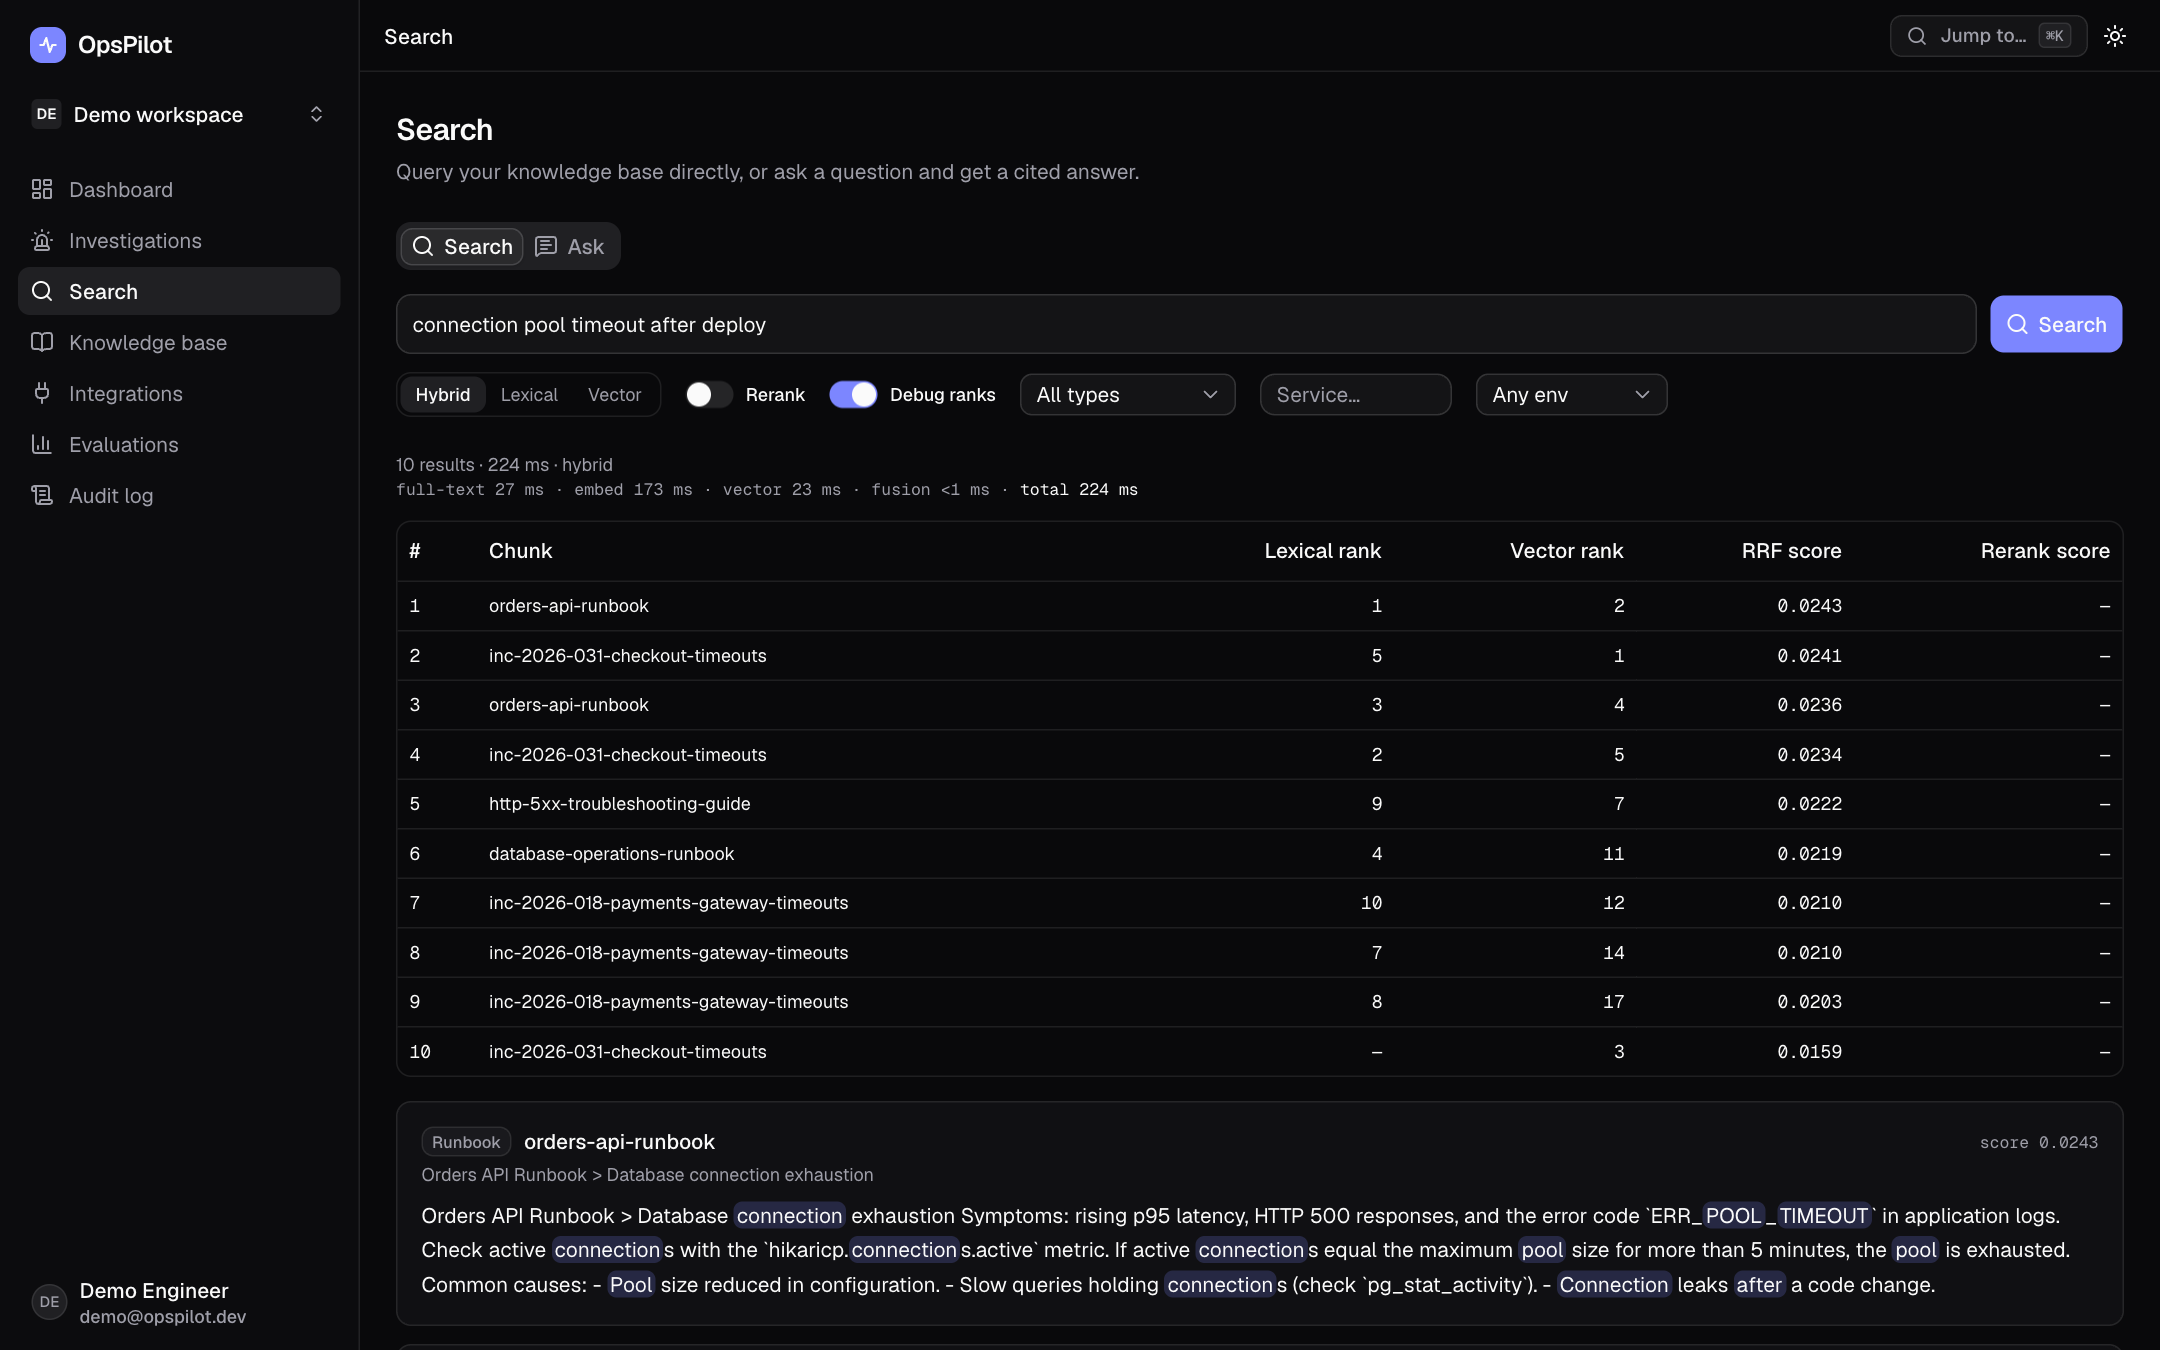 OpsPilot
DE Demo workspace
Dashboard
Investigations
Search
Knowledge base
Integrations
Evaluations
Audit log
DE Demo Engineer
demo@opspilot.dev
Search
Jump to... ⌘K
Search
Query your knowledge base directly, or ask a question and get a cited answer.
Search Ask
connection pool timeout after deploy
Search
Hybrid Lexical Vector Rerank Debug ranks All types Service... Any env
10 results · 224 ms · hybrid
full-text 27 ms · embed 173 ms · vector 23 ms · fusion <1 ms · total 224 ms
# Chunk Lexical rank Vector rank RRF score Rerank score
1 orders-api-runbook 1 2 0.0243 —
2 inc-2026-031-checkout-timeouts 5 1 0.0241 —
3 orders-api-runbook 3 4 0.0236 —
4 inc-2026-031-checkout-timeouts 2 5 0.0234 —
5 http-5xx-troubleshooting-guide 9 7 0.0222 —
6 database-operations-runbook 4 11 0.0219 —
7 inc-2026-018-payments-gateway-timeouts 10 12 0.0210 —
8 inc-2026-018-payments-gateway-timeouts 7 14 0.0210 —
9 inc-2026-018-payments-gateway-timeouts 8 17 0.0203 —
10 inc-2026-031-checkout-timeouts — 3 0.0159 —
Runbook orders-api-runbook score 0.0243
Orders API Runbook > Database connection exhaustion
Orders API Runbook > Database connection exhaustion Symptoms: rising p95 latency, HTTP 500 responses, and the error code `ERR_POOL_TIMEOUT` in application logs.
Check active connections with the `hikaricp.connections.active` metric. If active connections equal the maximum pool size for more than 5 minutes, the pool is exhausted.
Common causes: - Pool size reduced in configuration. - Slow queries holding connections (check `pg_stat_activity`). - Connection leaks after a code change.